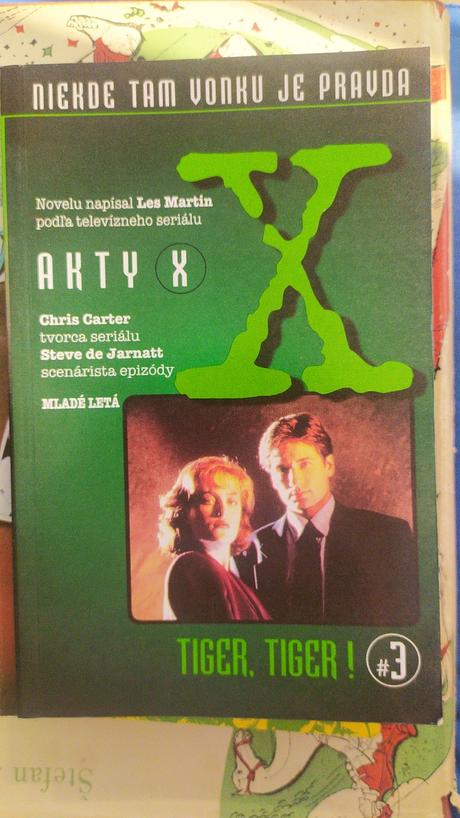 NIEKDE TAM VONKU JE PRAVDA
X
Novelu napísal Les Martin
podľa televízneho seriálu
AKTY X
Chris Carter
tvorca seriálu
Steve de Jarnatt
scenárista epizódy
MLADÉ LETÁ
TIGER, TIGER! #3
Štefan